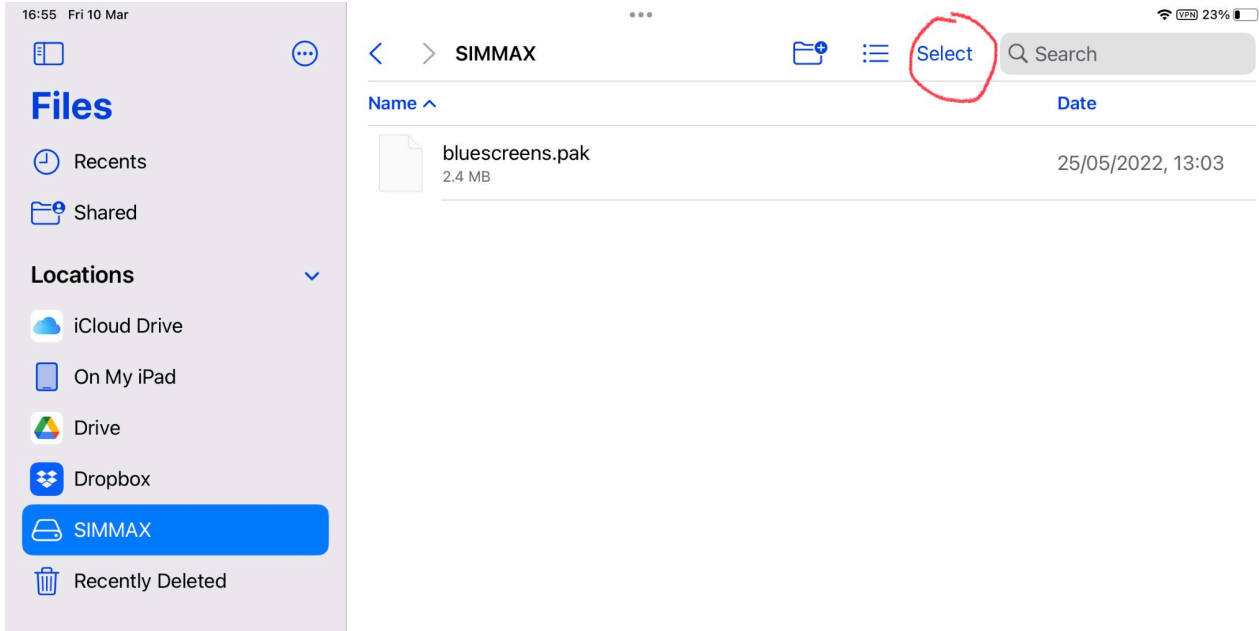 16:55 Fri 10 Mar
VPN 23%
Files
Recents
Shared
Locations
iCloud Drive
On My iPad
Drive
Dropbox
SIMMAX
Recently Deleted
SIMMAX
Select
Search
Name
Date
bluescreens.pak
2.4 MB
25/05/2022, 13:03